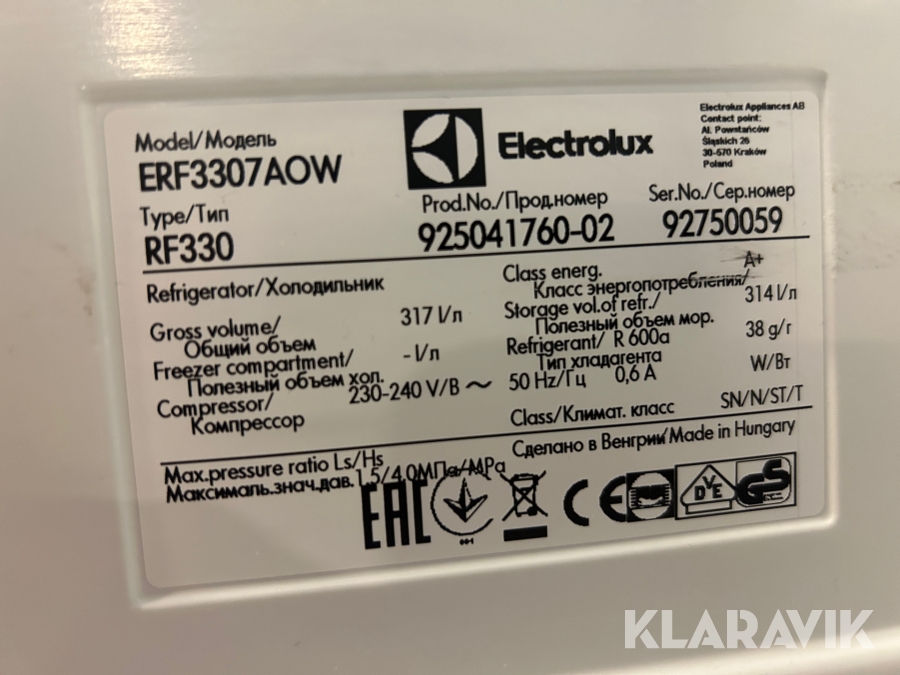 Model/Модель
ERF3307AOW
Type/Тип
RF330
Electrolux
Electrolux Appliances AB
Contact point:
Al. Powstańców
Śląskich 26
30-570 Kraków
Poland
Prod.No./Прод.номер
925041760-02
Ser.No./Сер.номер
92750059
Refrigerator/Холодильник
Gross volume/ 317 l/л
Общий объем
Freezer compartment/ -l/л
Полезный объем хол.
Compressor/ 230-240 V/В ~
Компрессор
Class energ. A+
Класс энергопотребления/
Storage vol.of refr./ 314 l/л
Полезный объем мор.
Refrigerant/ R 600a 38 g/г
Тип хладагента
50 Hz/Гц 0,6 A W/Вт
Class/Климат. класс SN/N/ST/T
Max.pressure ratio Ls/Hs
Максималь.знач.дав. 1,5/4,0МПа/MPa
Сделано в Венгрии/Made in Hungary
EAC
001
CE
DVE
GS
KLARAVIK